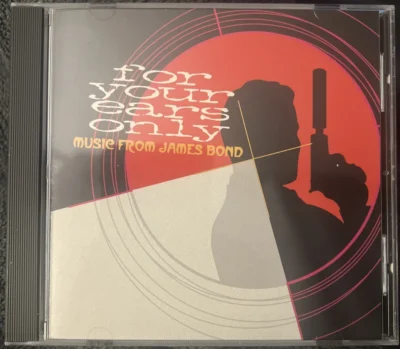 for
your
ears
only
MUSIC FROM JAMES BOND